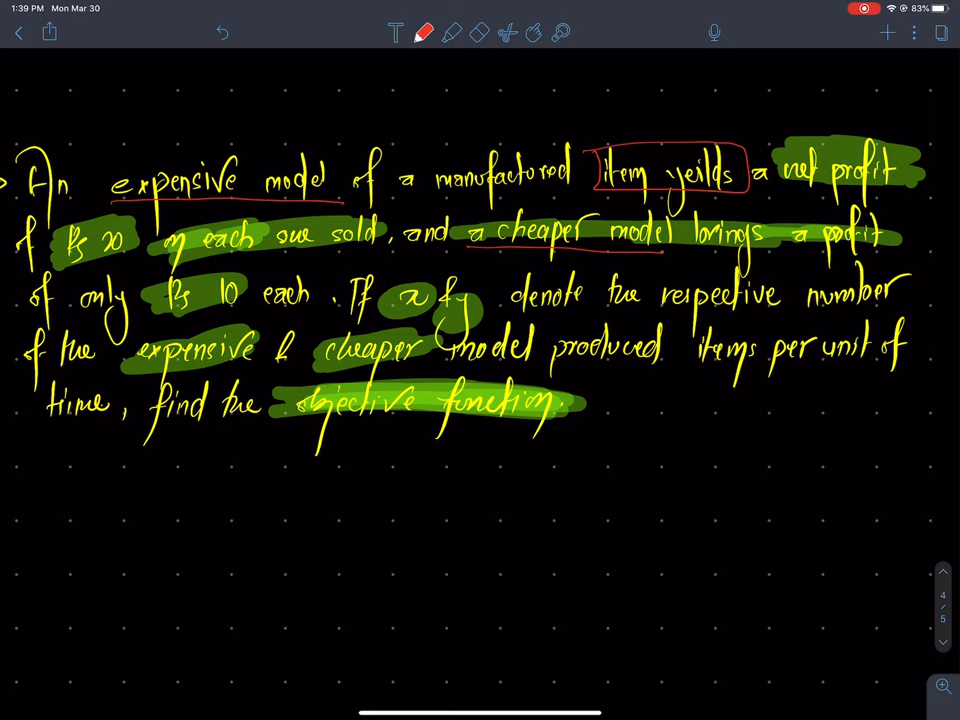 1:39 PM Mon Mar 30
83%
T
An expensive model of a manufactured item yeilds a net profit
of Rs 20 on each one sold, and a cheaper model brings a profit
of only Rs 10 each. If x & y denote the respective number
of the expensive & cheaper model produced items per unit of
time, find the objective function.
4
/
5